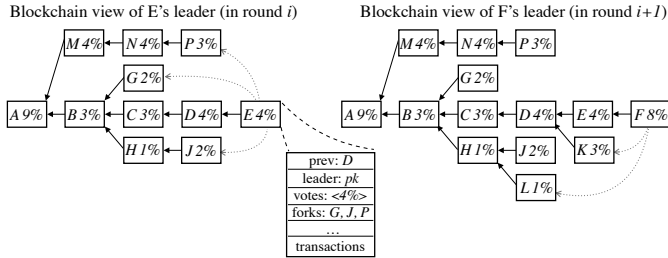 Blockchain view of E's leader (in round i)
M 4% N 4% P 3%
G 2%
A 9% B 3% C 3% D 4% E 4%
H 1% J 2%
prev: D
leader: pk
votes: <4%>
forks: G, J, P
...
transactions
Blockchain view of F's leader (in round i+1)
M 4% N 4% P 3%
G 2%
A 9% B 3% C 3% D 4% E 4% F 8%
H 1% J 2% K 3%
L 1%